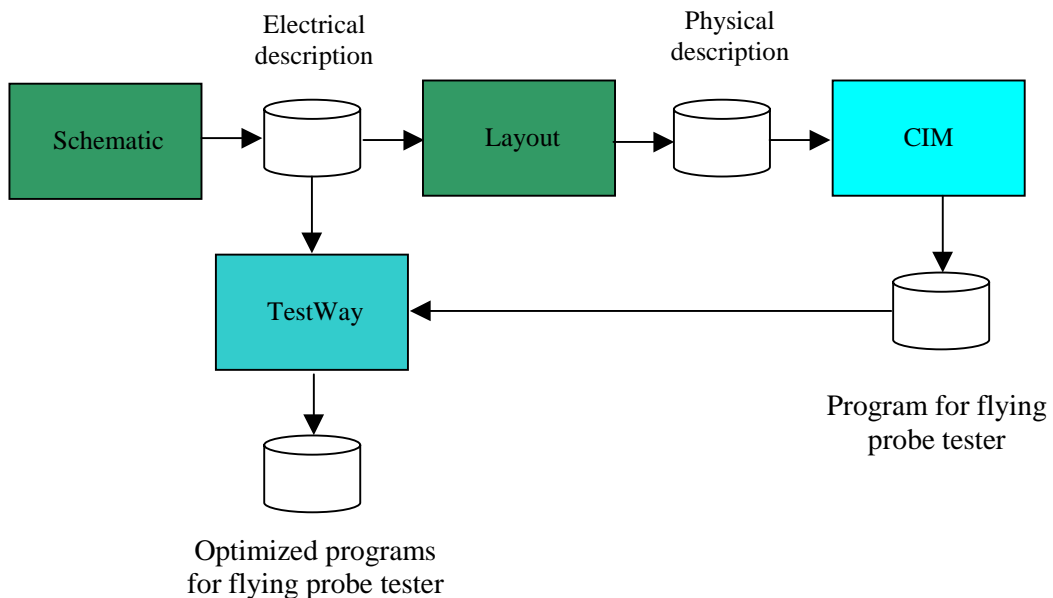 Electrical
description
Physical
description
Schematic
Layout
CIM
TestWay
Program for flying
probe tester
Optimized programs
for flying probe tester